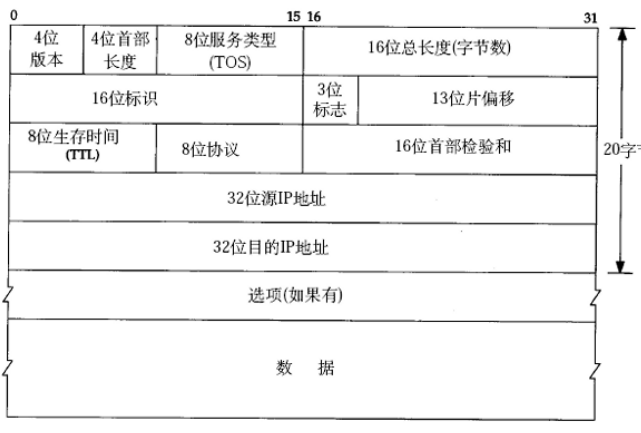 0 15 16 31
4位 4位首部 8位服务类型 16位总长度(字节数)
版本 长度 (TOS)
16位标识 3位 13位片偏移
标志
8位生存时间 8位协议 16位首部检验和 20字节
(TTL)
32位源IP地址
32位目的IP地址
选项(如果有)
数 据